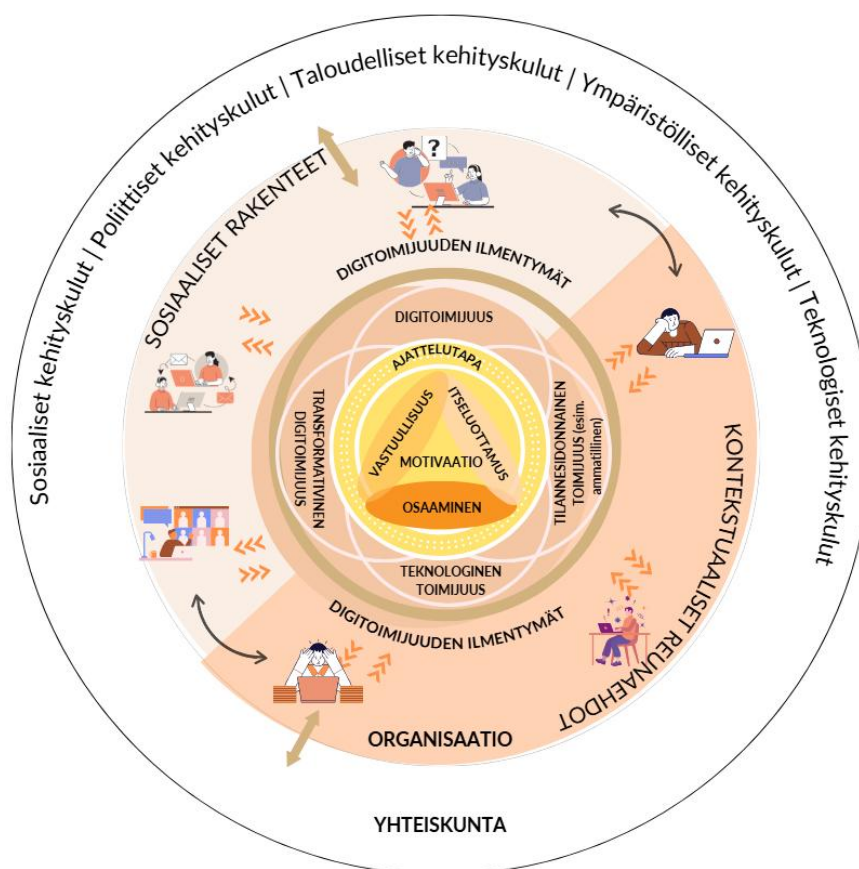 Sosiaaliset kehityskulut | Poliittiset kehityskulut | Taloudelliset kehityskulut | Ympäristölliset kehityskulut | Teknologiset kehityskulut
SOSIAALISET RAKENTEET
?
DIGITOIMIJUUDEN ILMENTYMÄT
DIGITOIMIJUUS
AJATTELUTAPA
TRANSFORMATIVINEN
DIGITOIMIJUUS
VASTUULLISUUS
ITSELUOTTAMUS
MOTIVAATIO
OSAAMINEN
TILANNESIDONNAINEN
TOIMIJUUS (esim.
ammatillinen)
TEKNOLOGINEN
TOIMIJUUS
DIGITOIMIJUUDEN ILMENTYMÄT
KONTEKSTUAALISET REUNAEHDOT
ORGANISAATIO
YHTEISKUNTA